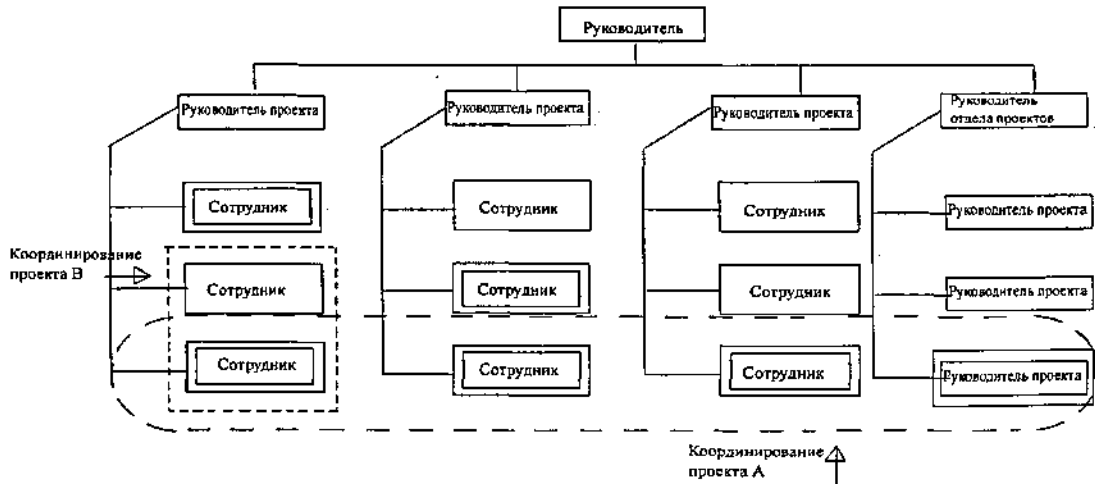 Руководитель
Руководитель проекта
Руководитель проекта
Руководитель проекта
Руководитель
отдела проектов
Сотрудник
Сотрудник
Сотрудник
Руководитель проекта
Координирование
проекта В
Сотрудник
Сотрудник
Сотрудник
Руководитель проекта
Сотрудник
Сотрудник
Сотрудник
Руководитель проекта
Координирование
проекта А